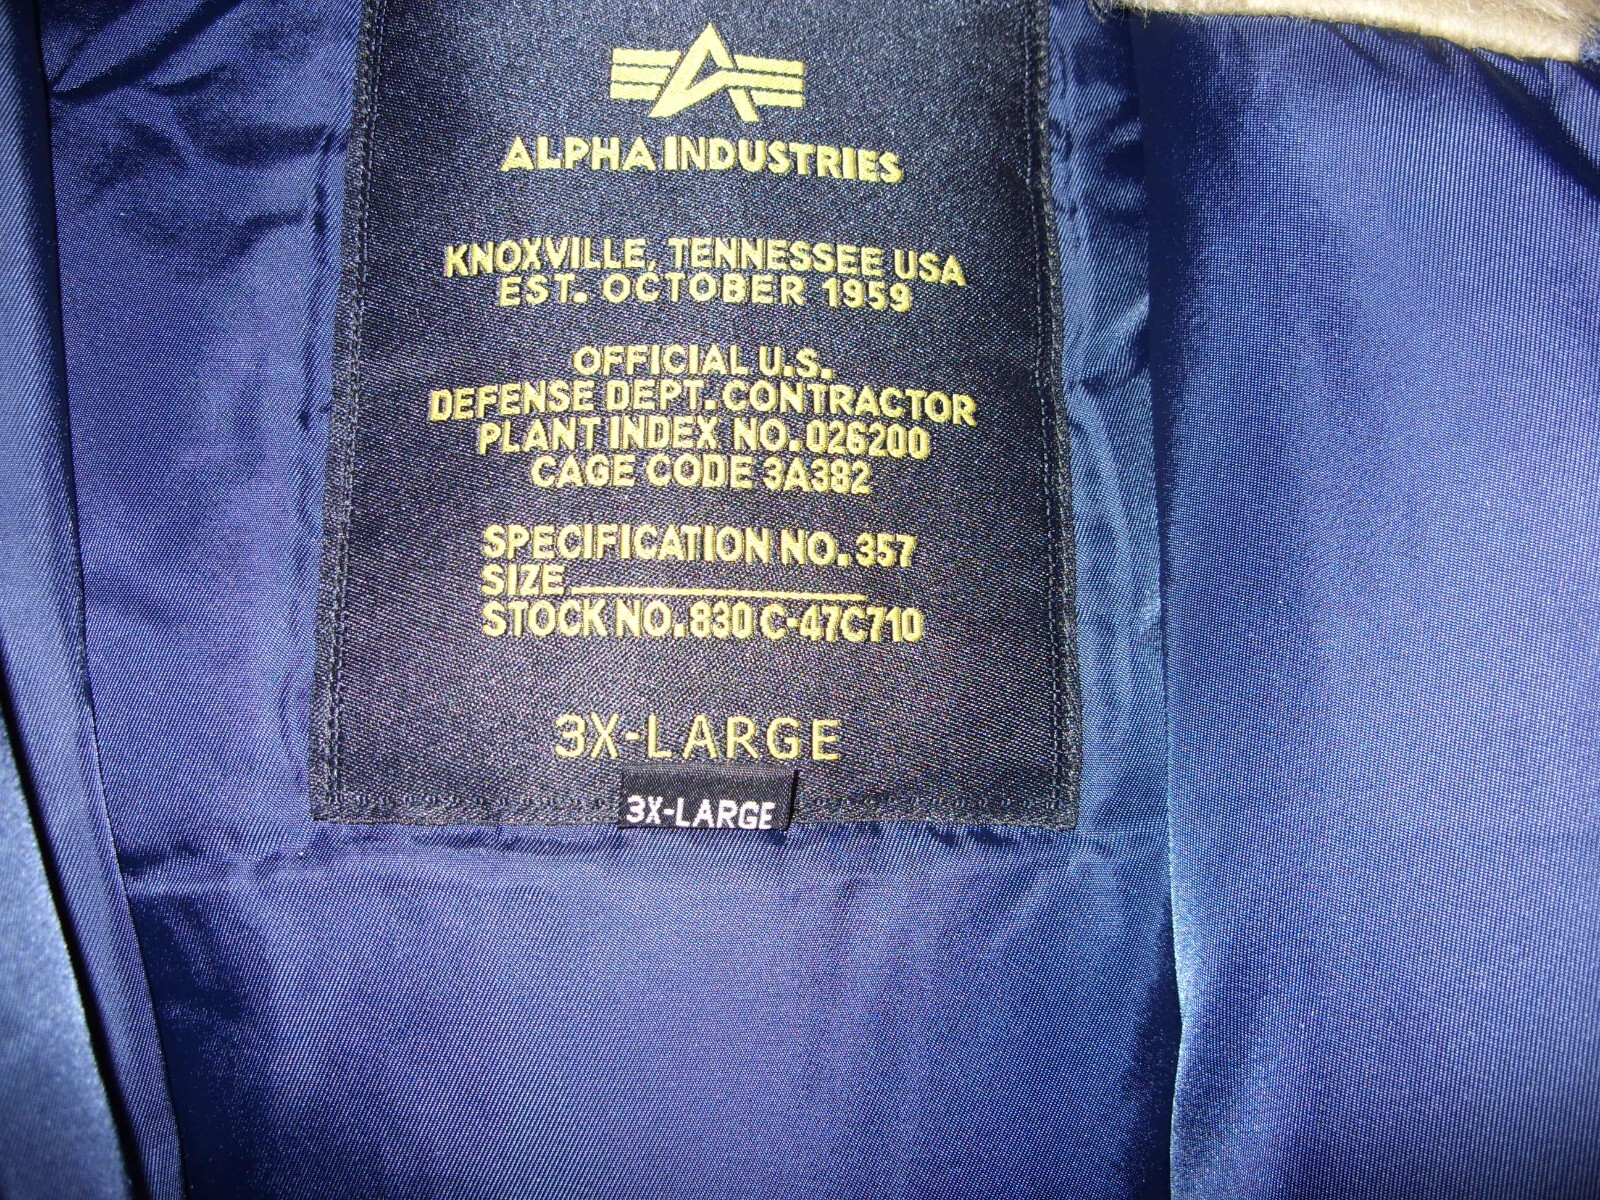 ALPHA INDUSTRIES
KNOXVILLE, TENNESSEE USA
EST. OCTOBER 1959
OFFICIAL U.S.
DEFENSE DEPT. CONTRACTOR
PLANT INDEX NO. 026200
CAGE CODE 3A382
SPECIFICATION NO. 357
SIZE
STOCK NO. 830 C-47C710
3X-LARGE
3X-LARGE